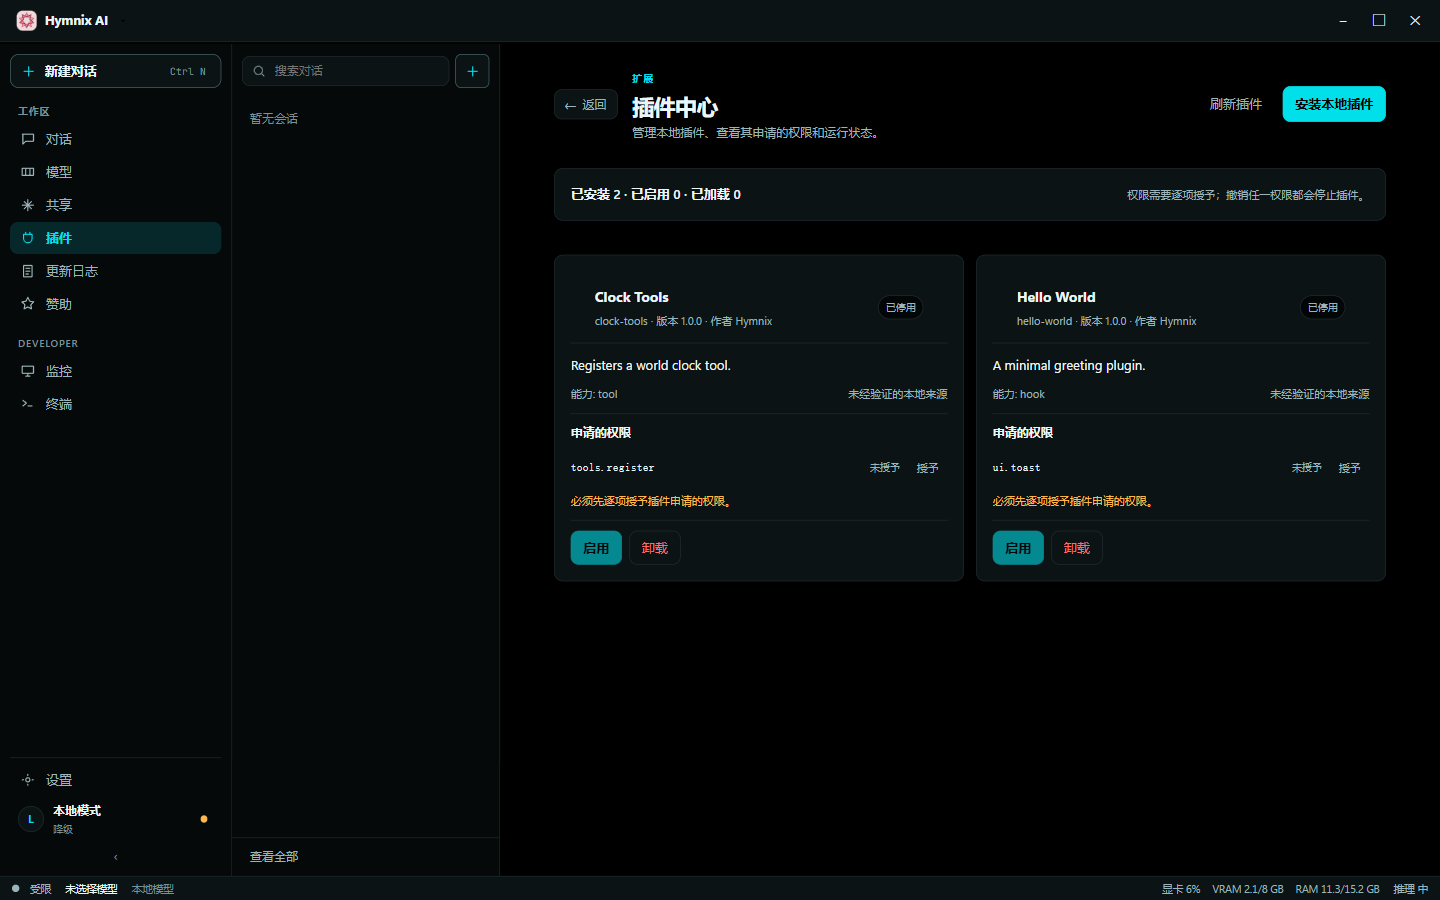 Hymnix AI
新建对话 Ctrl N
工作区
对话
模型
共享
插件
更新日志
赞助
DEVELOPER
监控
终端
设置
L
本地模式
降级
搜索对话
暂无会话
查看全部
← 返回
扩展
插件中心
管理本地插件、查看其申请的权限和运行状态。
刷新插件
安装本地插件
已安装 2 · 已启用 0 · 已加载 0
权限需要逐项授予；撤销任一权限都会停止插件。
Clock Tools
clock-tools · 版本 1.0.0 · 作者 Hymnix
已停用
Registers a world clock tool.
能力: tool
未经验证的本地来源
申请的权限
tools.register
未授予
授予
必须先逐项授予插件申请的权限。
启用
卸载
Hello World
hello-world · 版本 1.0.0 · 作者 Hymnix
已停用
A minimal greeting plugin.
能力: hook
未经验证的本地来源
申请的权限
ui.toast
未授予
授予
必须先逐项授予插件申请的权限。
启用
卸载
受限 未选择模型 本地模型
显卡 6% VRAM 2.1/8 GB RAM 11.3/15.2 GB 推理 中